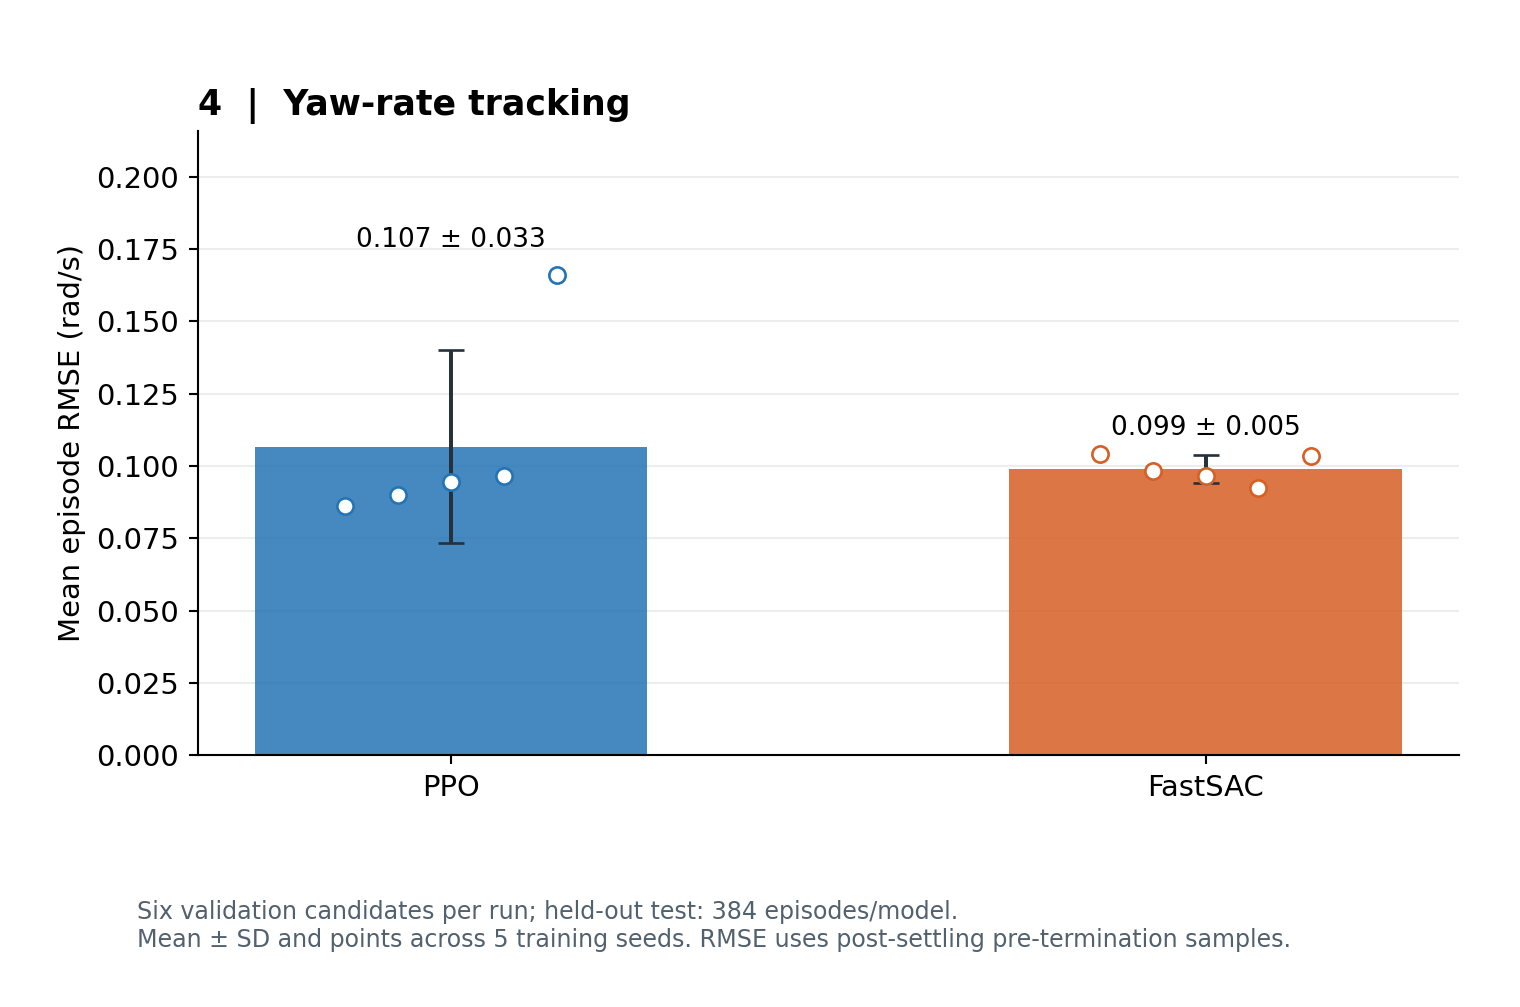 4 | Yaw-rate tracking
Mean episode RMSE (rad/s)
0.200
0.175
0.150
0.125
0.100
0.075
0.050
0.025
0.000
0.107 ± 0.033
0.099 ± 0.005
PPO
FastSAC
Six validation candidates per run; held-out test: 384 episodes/model.
Mean ± SD and points across 5 training seeds. RMSE uses post-settling pre-termination samples.